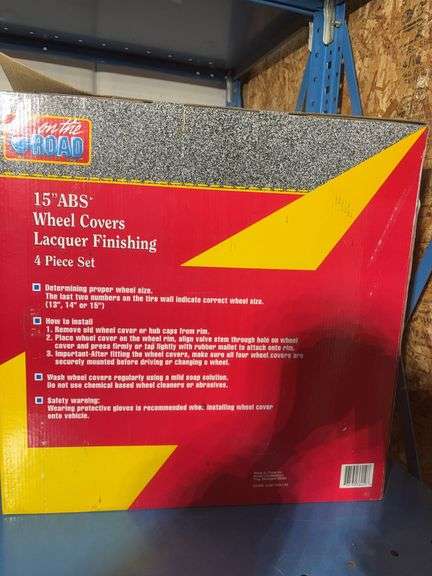 on the
ROAD
15" ABS
Wheel Covers
Lacquer Finishing
4 Piece Set
Determining proper wheel size.
The last two numbers on the tire wall indicate correct wheel size.
(13", 14" or 15")
How to install
1. Remove old wheel cover or hub caps from rim.
2. Place wheel cover on the wheel rim, align valve stem through hole on wheel
cover and press firmly or tap lightly with rubber mallet to attach onto rim.
3. Important-After fitting the wheel covers, make sure all four wheel covers are
securely mounted before driving or changing a wheel.
Wash wheel covers regularly using a mild soap solution.
Do not use chemical based wheel cleaners or abrasives.
Safety warning:
Wearing protective gloves is recommended when installing wheel cover
onto vehicle.